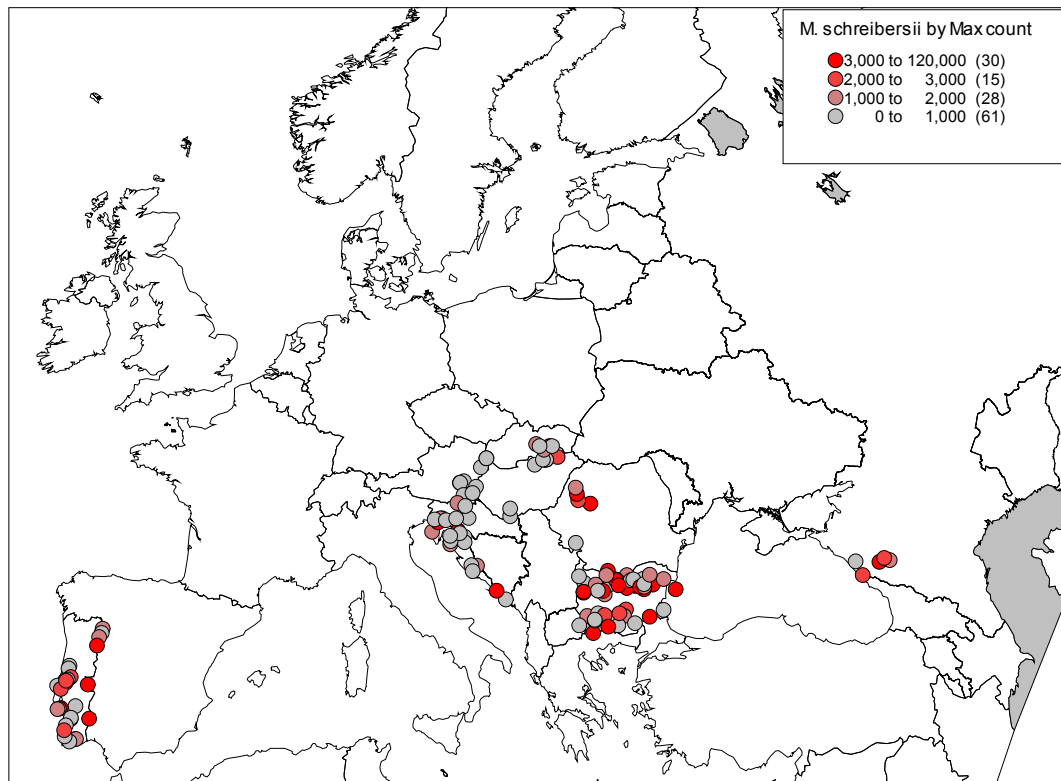 M. schreibersii by Max count
3,000 to 120,000 (30)
2,000 to 3,000 (15)
1,000 to 2,000 (28)
0 to 1,000 (61)